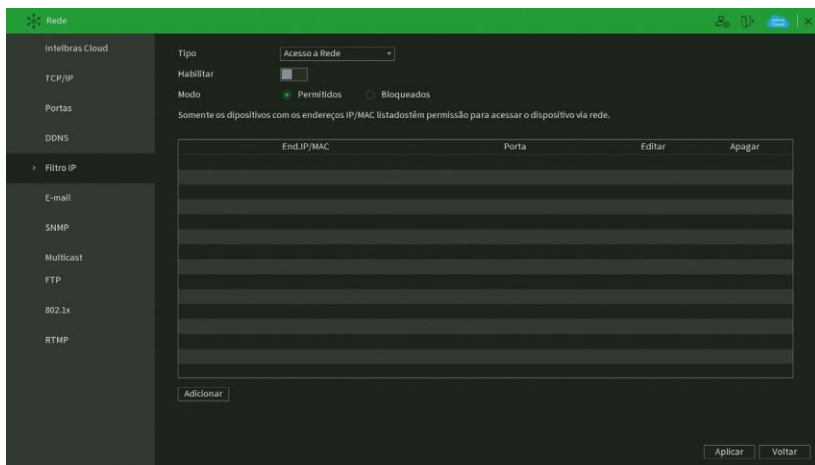 Rede
Intelbras Cloud
TCP/IP
Portas
DDNS
Filtro IP
E-mail
SNMP
Multicast
FTP
802.1x
RTMP
Tipo
Acesso a Rede
Habilitar
Modo
Permitidos
Bloqueados
Somente os dipositivos com os endereços IP/MAC listadostêm permissão para acessar o dispositivo via rede.
End.IP/MAC Porta Editar Apagar
Adicionar
Aplicar Voltar